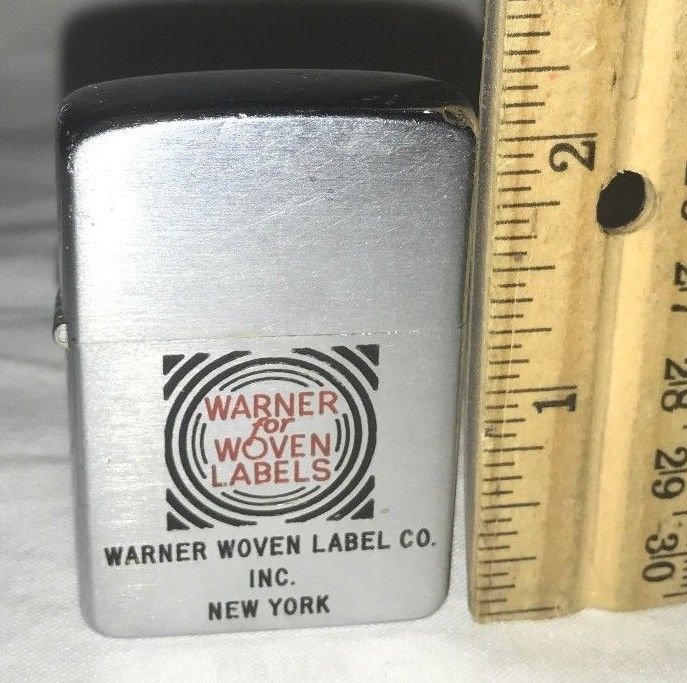 WARNER
for
WOVEN
LABELS
WARNER WOVEN LABEL CO.
INC.
NEW YORK
2
1
27
28
29
30